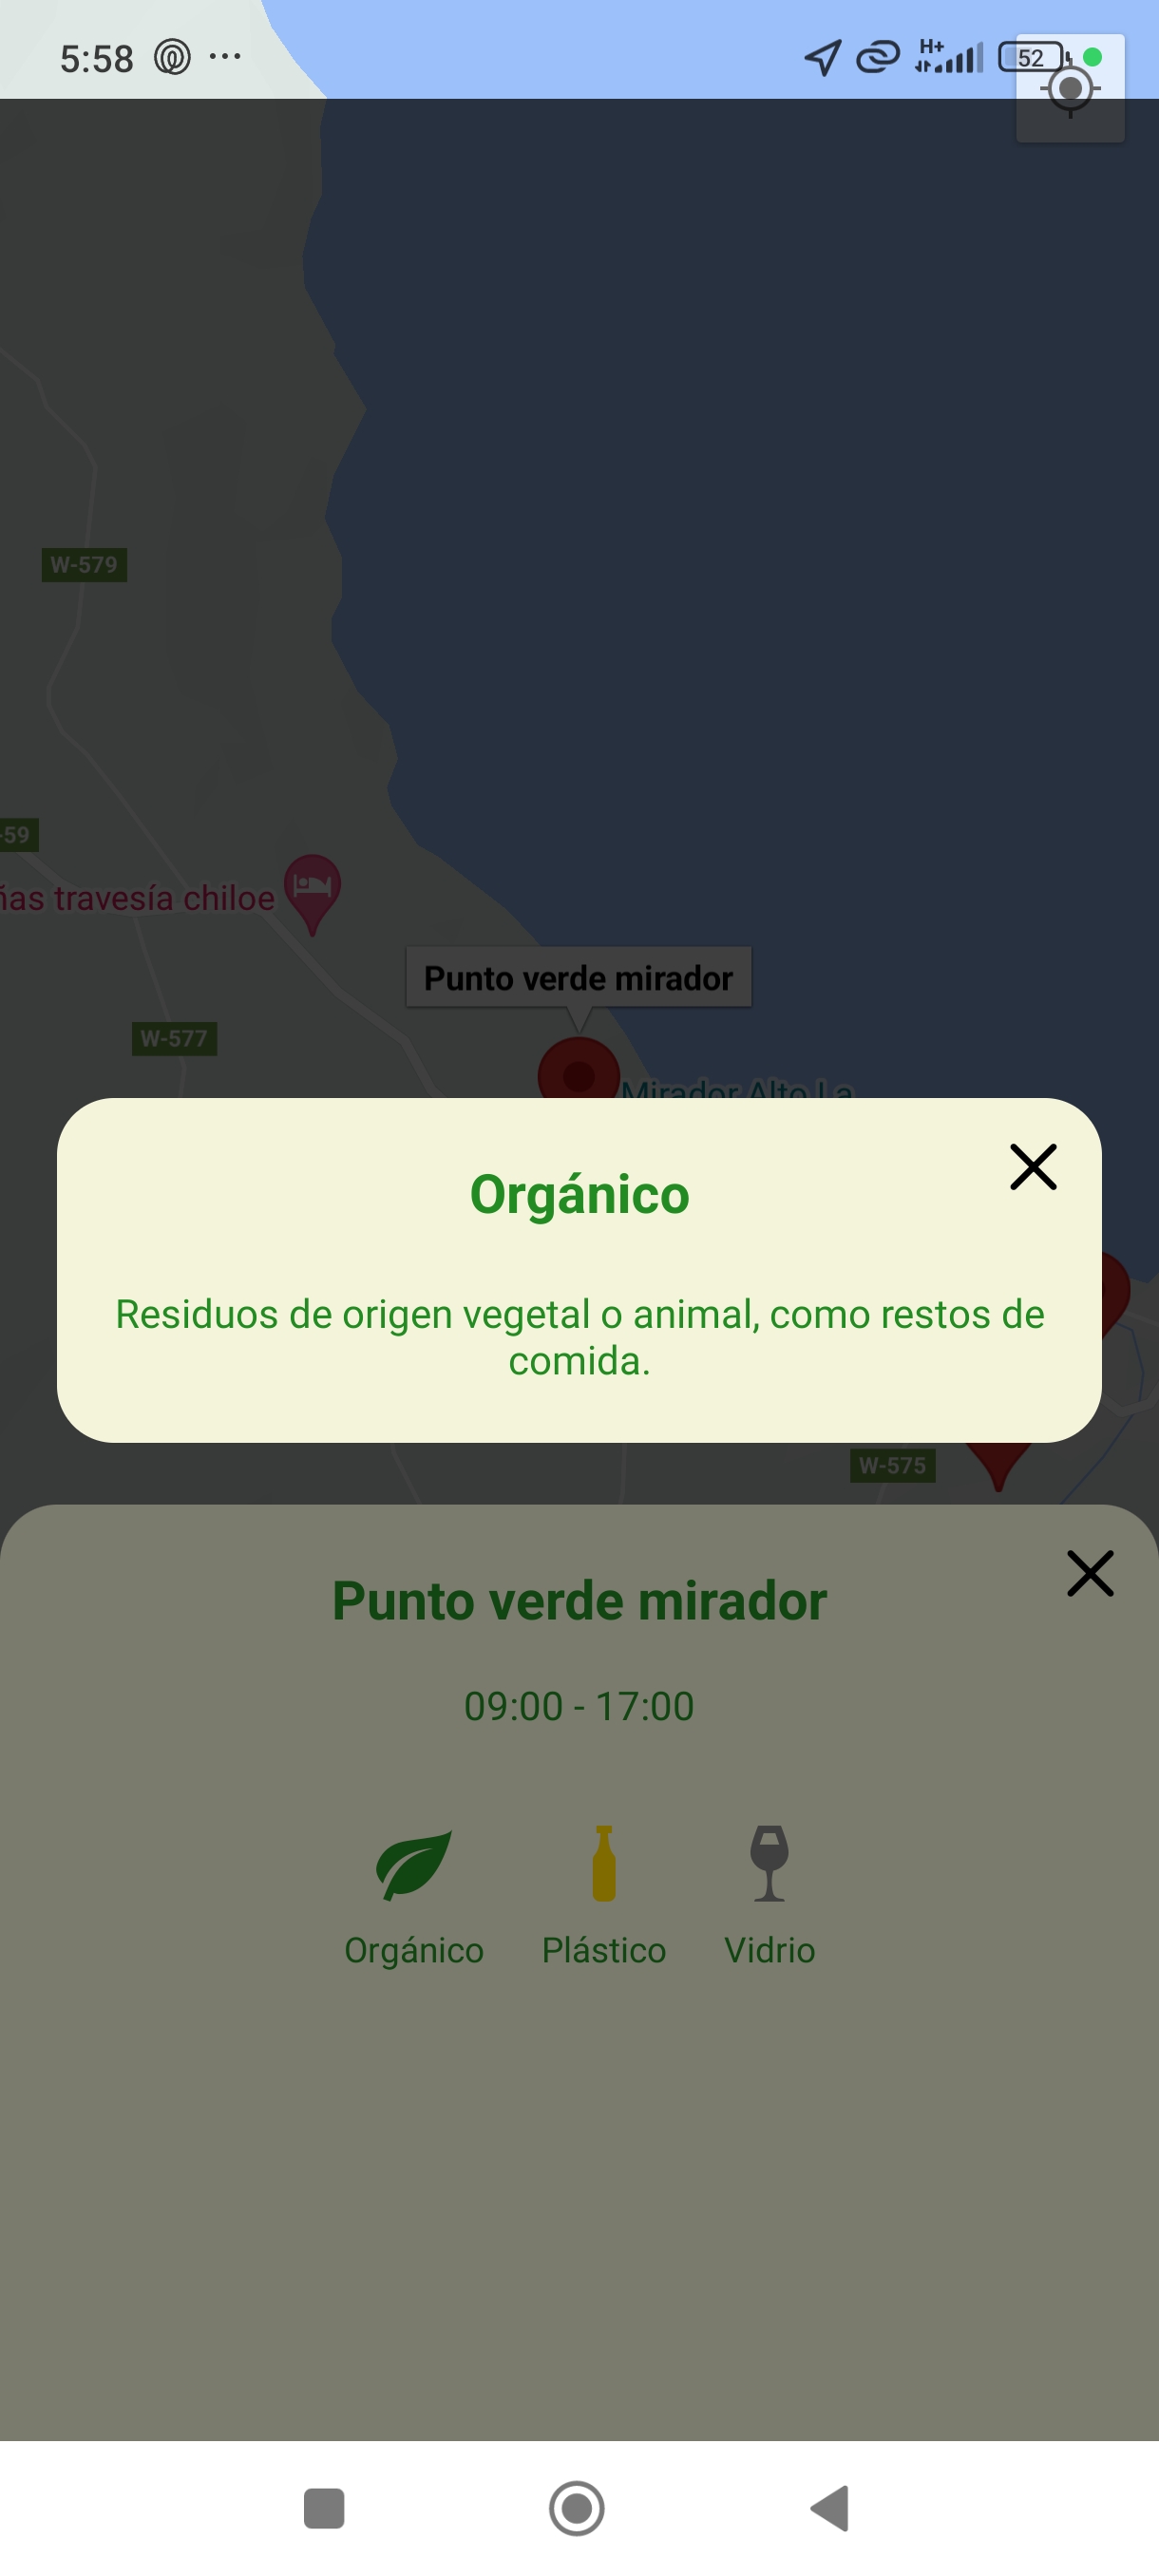 5:58 ...
H+ 52
W-579
-59
ñas travesía chiloe
Punto verde mirador
W-577
Mirador Alto La
Orgánico
Residuos de origen vegetal o animal, como restos de
comida.
W-575
Punto verde mirador
09:00 - 17:00
Orgánico Plástico Vidrio